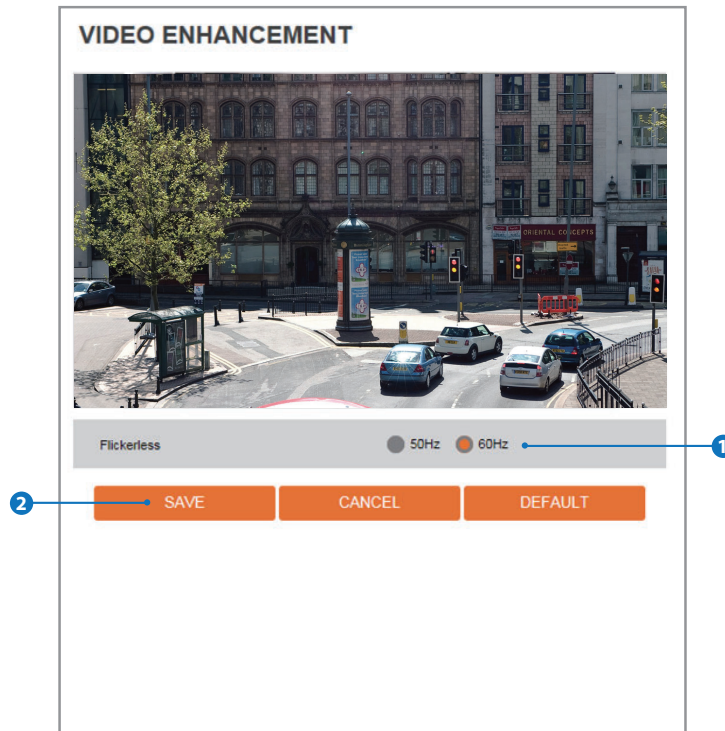 VIDEO ENHANCEMENT
ORIENTAL CONCEPTS
Flickerless 50Hz 60Hz
1
2
SAVE CANCEL DEFAULT